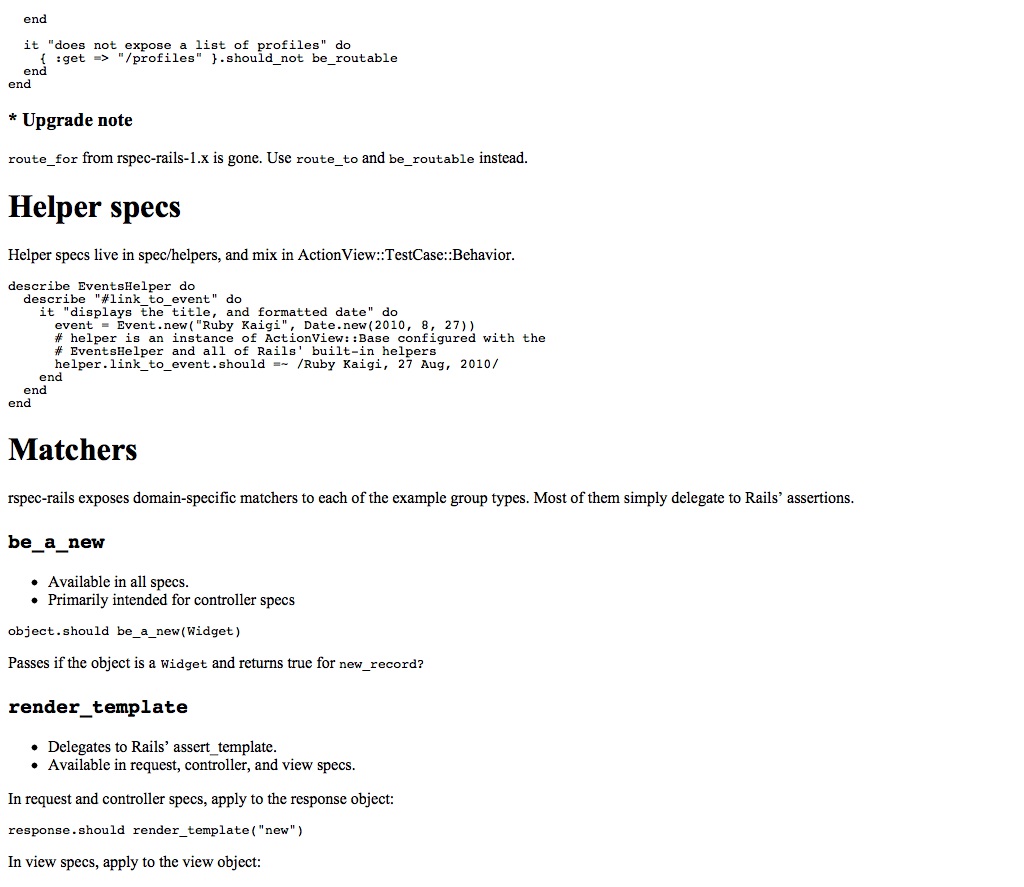 end

  it "does not expose a list of profiles" do
    { :get => "/profiles" }.should_not be_routable
  end
end
* Upgrade note
route_for from rspec-rails-1.x is gone. Use route_to and be_routable instead.
Helper specs
Helper specs live in spec/helpers, and mix in ActionView::TestCase::Behavior.
describe EventsHelper do
  describe "#link_to_event" do
    it "displays the title, and formatted date" do
      event = Event.new("Ruby Kaigi", Date.new(2010, 8, 27))
      # helper is an instance of ActionView::Base configured with the
      # EventsHelper and all of Rails' built-in helpers
      helper.link_to_event.should =~ /Ruby Kaigi, 27 Aug, 2010/
    end
  end
end
Matchers
rspec-rails exposes domain-specific matchers to each of the example group types. Most of them simply delegate to Rails’ assertions.
be_a_new
• Available in all specs.
• Primarily intended for controller specs
object.should be_a_new(Widget)
Passes if the object is a Widget and returns true for new_record?
render_template
• Delegates to Rails’ assert_template.
• Available in request, controller, and view specs.
In request and controller specs, apply to the response object:
response.should render_template("new")
In view specs, apply to the view object: